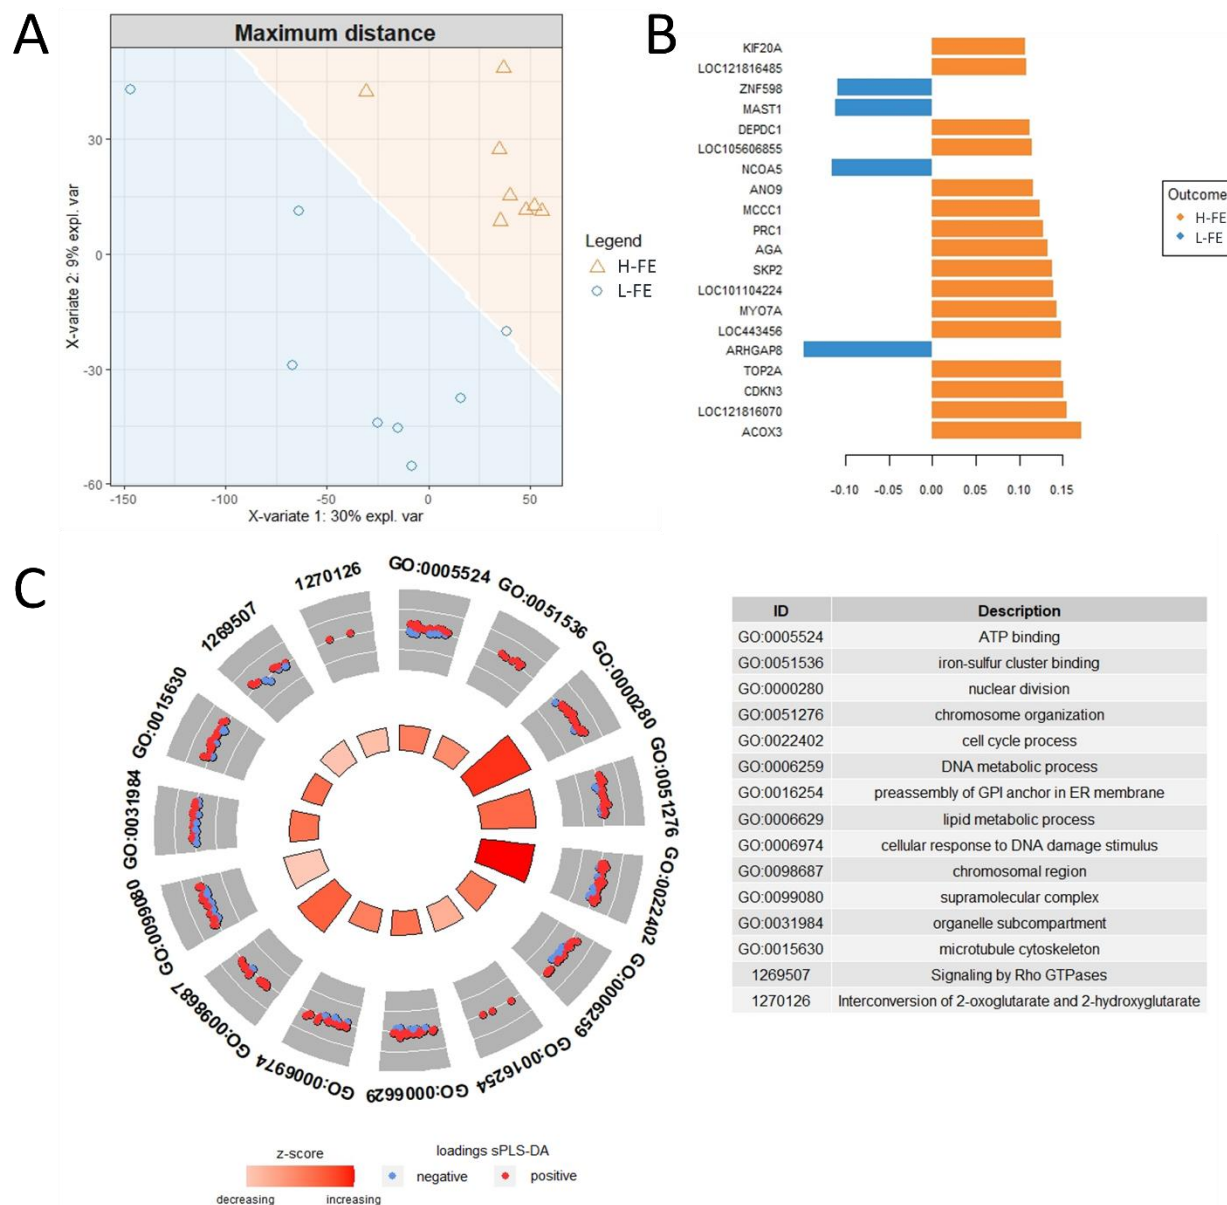 A
Maximum distance
X-variate 2: 9% expl. var
30
0
-30
-60
-150
-100
-50
0
50
X-variate 1: 30% expl. var
Legend
H-FE
L-FE
B
KIF20A
LOC121816485
ZNF598
MAST1
DEPDC1
LOC105606855
NCOA5
ANO9
MCCC1
PRC1
AGA
SKP2
LOC101104224
MYO7A
LOC443456
ARHGAP8
TOP2A
CDKN3
LOC121816070
ACOX3
-0.10 -0.05 0.00 0.10 0.10 0.15
Outcome
H-FE
L-FE
C
GO:0005524
GO:0051536
GO:0000280
GO:0051276
GO:0022402
GO:0006259
GO:0016254
GO:0006629
GO:0006974
GO:0098687
GO:0099080
GO:0031984
GO:0015630
1269507
1270126
z-score
decreasing increasing
loadings sPLS-DA
negative positive
ID Description
GO:0005524 ATP binding
GO:0051536 iron-sulfur cluster binding
GO:0000280 nuclear division
GO:0051276 chromosome organization
GO:0022402 cell cycle process
GO:0006259 DNA metabolic process
GO:0016254 preassembly of GPI anchor in ER membrane
GO:0006629 lipid metabolic process
GO:0006974 cellular response to DNA damage stimulus
GO:0098687 chromosomal region
GO:0099080 supramolecular complex
GO:0031984 organelle subcompartment
GO:0015630 microtubule cytoskeleton
1269507 Signaling by Rho GTPases
1270126 Interconversion of 2-oxoglutarate and 2-hydroxyglutarate